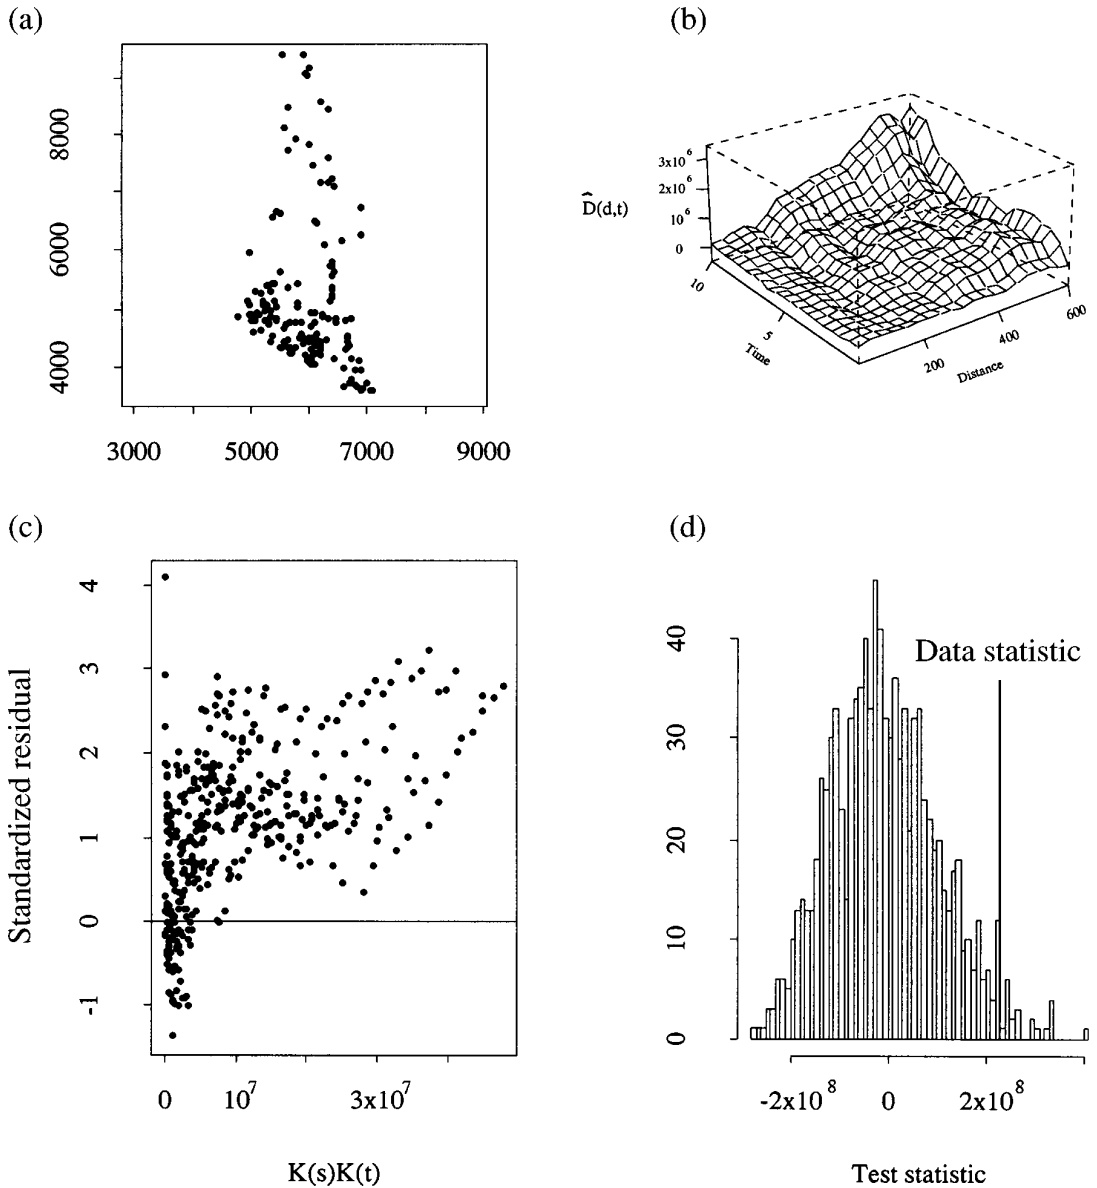 (a)
8000
6000
4000
3000 5000 7000 9000
(b)
D̂(d,t)
3x10⁶
2x10⁶
10⁶
0
10
5
Time
200
400
600
Distance
(c)
Standardized residual
4
3
2
1
0
-1
0 10⁷ 3x10⁷
K(s)K(t)
(d)
Data statistic
40
30
20
10
0
-2x10⁸ 0 2x10⁸
Test statistic